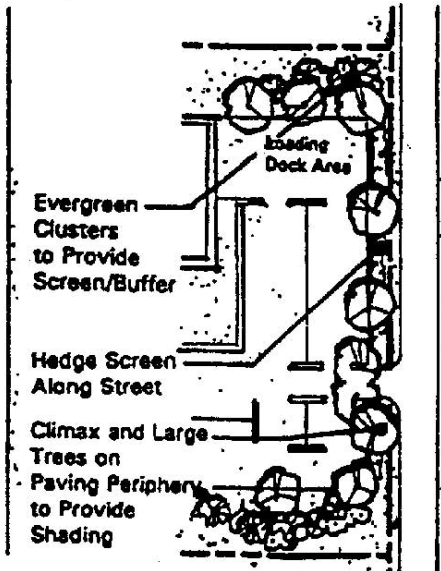 Loading
Dock Area
Evergreen
Clusters
to Provide
Screen/Buffer
Hedge Screen
Along Street
Climax and Large
Trees on
Paving Periphery
to Provide
Shading